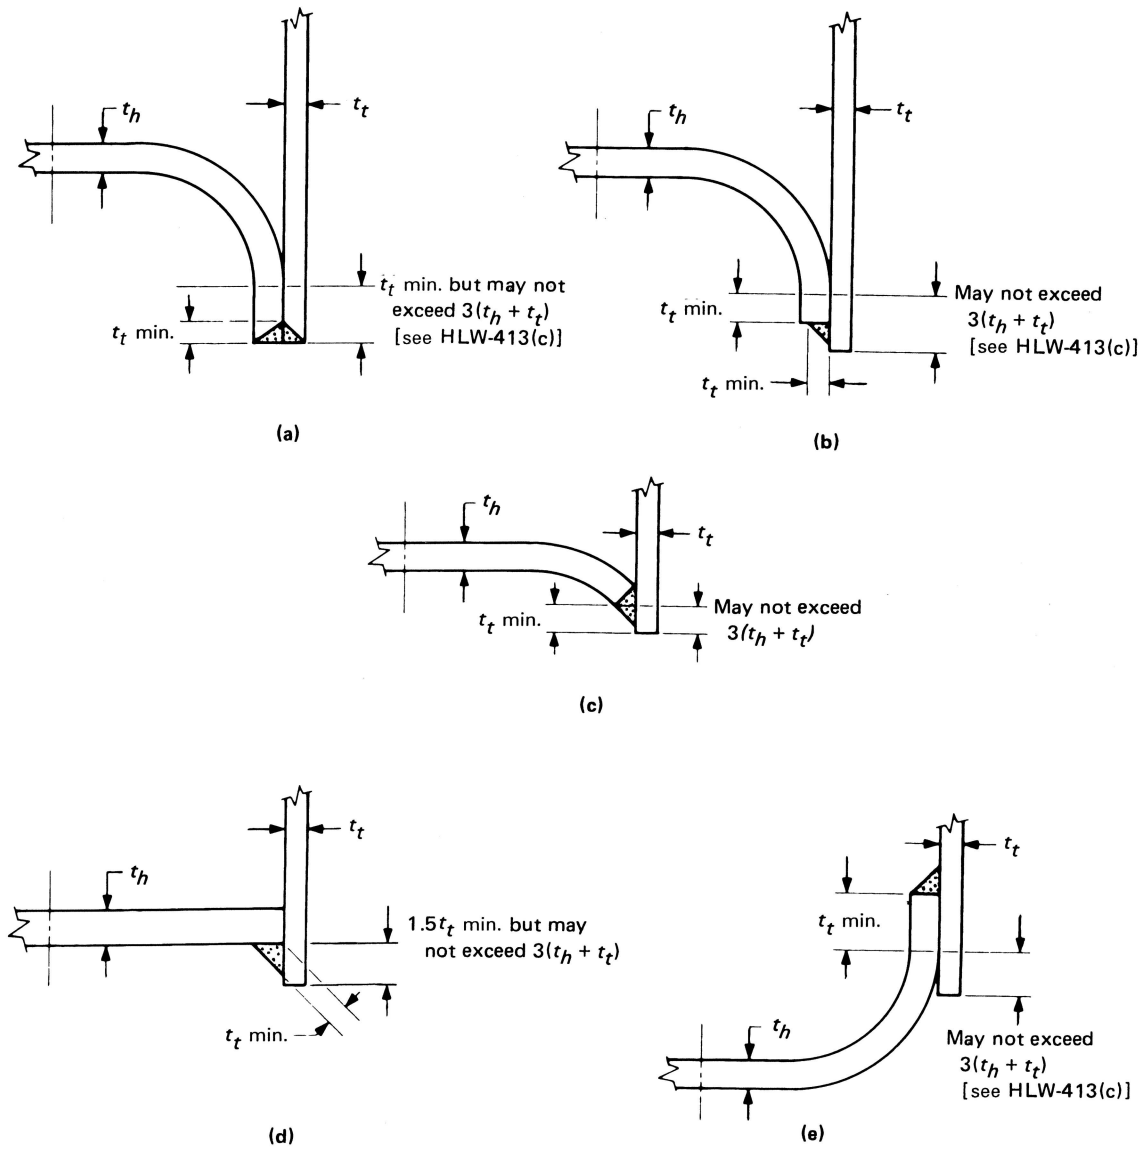 t_h
t_t
t_t min. but may not
exceed 3(t_h + t_t)
[see HLW-413(c)]
t_t min.
(a)
t_h
t_t
t_t min.
May not exceed
3(t_h + t_t)
[see HLW-413(c)]
t_t min.
(b)
t_h
t_t
t_t min.
May not exceed
3(t_h + t_t)
(c)
t_h
t_t
1.5t_t min. but may
not exceed 3(t_h + t_t)
t_t min.
(d)
t_t
t_t min.
t_h
May not exceed
3(t_h + t_t)
[see HLW-413(c)]
(e)